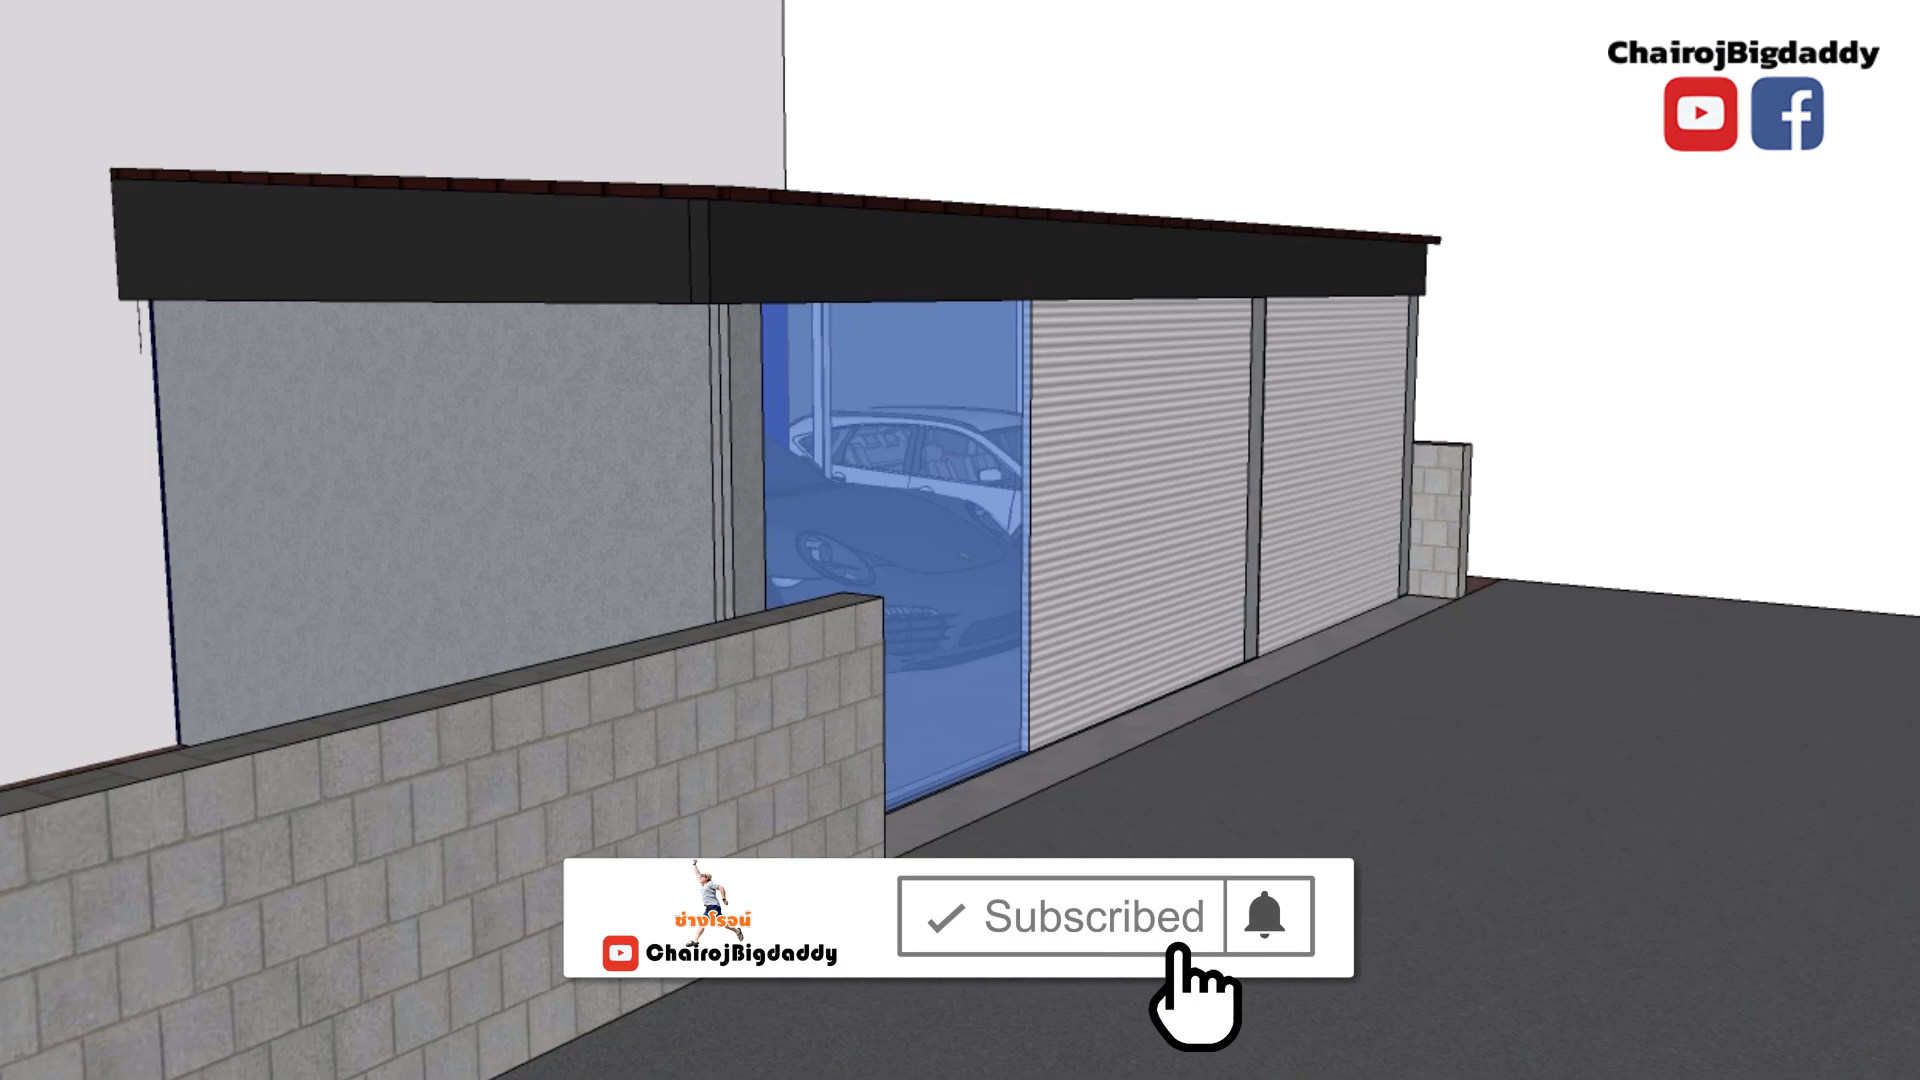 ChairojBigdaddy
ช่างโรจน์
ChairojBigdaddy
Subscribed